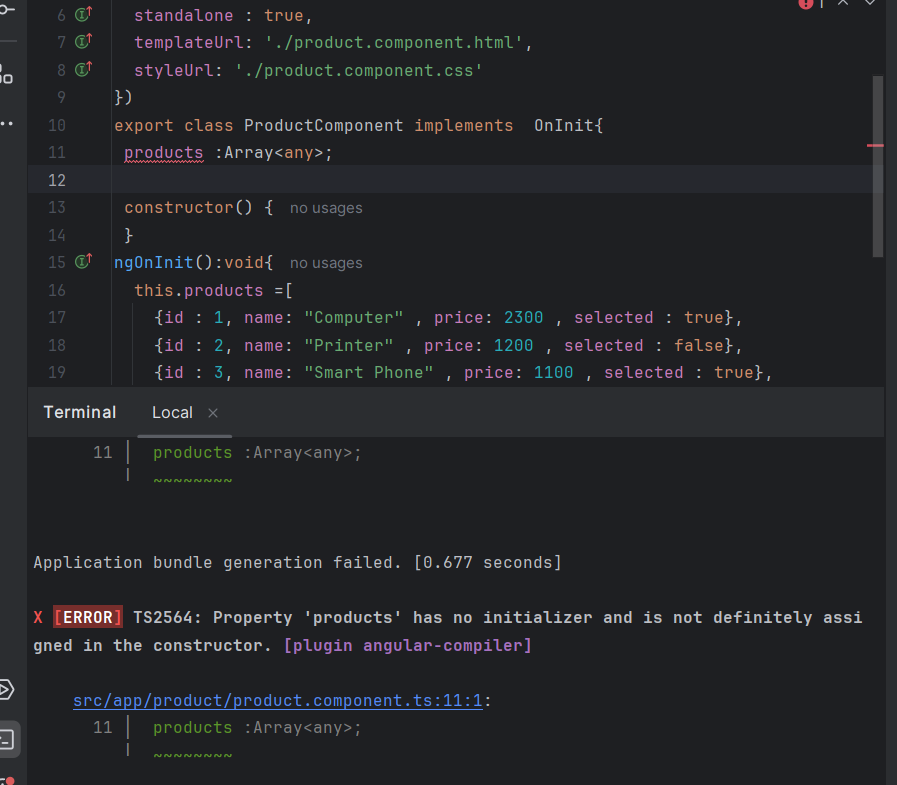 6 standalone : true,
7 templateUrl: './product.component.html',
8 styleUrl: './product.component.css'
9 })
10 export class ProductComponent implements  OnInit{
11 products :Array<any>;
12
13 constructor() {  no usages
14 }
15 ngOnInit():void{  no usages
16 this.products =[
17 {id : 1, name: "Computer" , price: 2300 , selected : true},
18 {id : 2, name: "Printer" , price: 1200 , selected : false},
19 {id : 3, name: "Smart Phone" , price: 1100 , selected : true},
Terminal Local ×
11 │ products :Array<any>;
╵ ~~~~~~~~
Application bundle generation failed. [0.677 seconds]
X [ERROR] TS2564: Property 'products' has no initializer and is not definitely assi
gned in the constructor. [plugin angular-compiler]
src/app/product/product.component.ts:11:1:
11 │ products :Array<any>;
╵ ~~~~~~~~